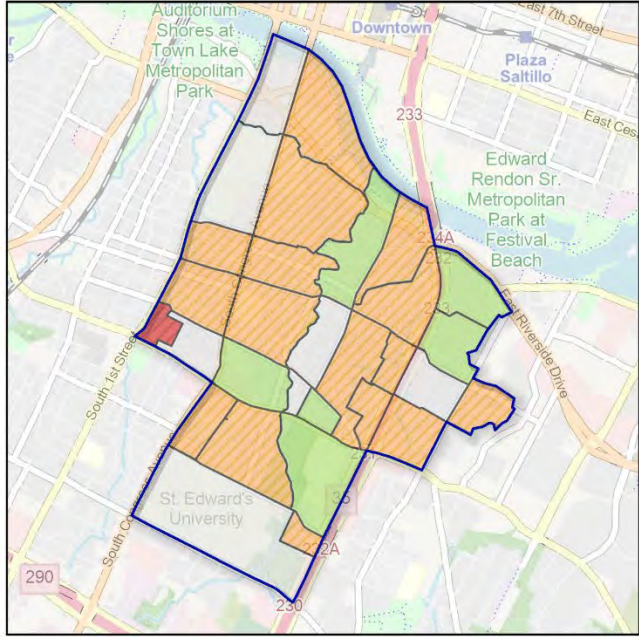 Auditorium
Shores at
Town Lake
Metropolitan
Park
East 7th Street
Downtown
Plaza
Saltillo
233
East Ces
Edward
Rendon Sr.
Metropolitan
Park at
Festival
Beach
234A
East Riverside Drive
South 1st Street
St. Edward's
University
35
South Congress Avenue
232A
290
230